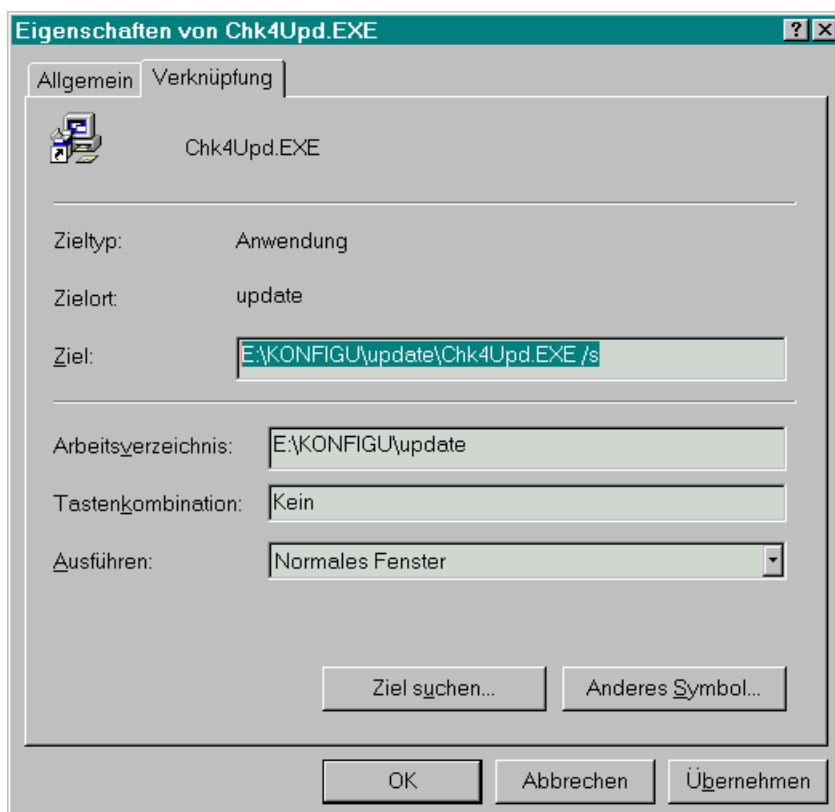 Eigenschaften von Chk4Upd.EXE
Allgemein Verknüpfung
Chk4Upd.EXE
Zieltyp: Anwendung
Zielort: update
Ziel: E:\KONFIGU\update\Chk4Upd.EXE /s
Arbeitsverzeichnis: E:\KONFIGU\update
Tastenkombination: Kein
Ausführen: Normales Fenster
Ziel suchen... Anderes Symbol...
OK Abbrechen Übernehmen